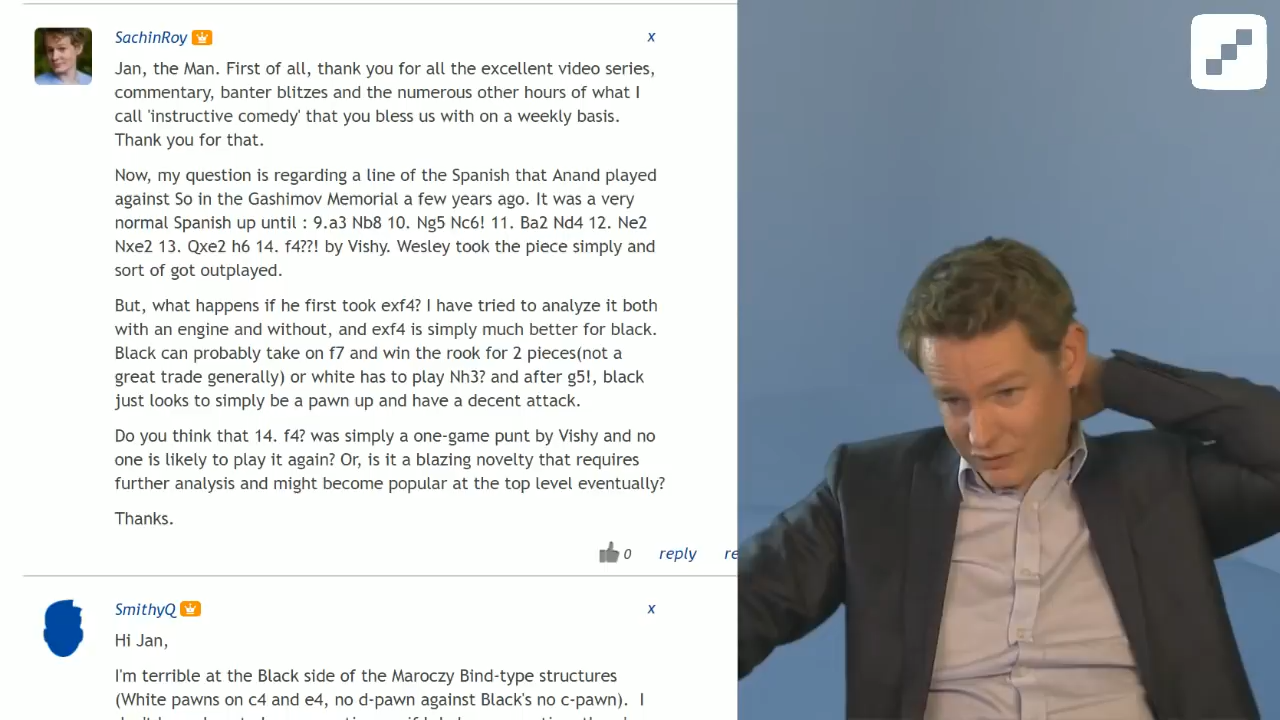 SachinRoy
x
Jan, the Man. First of all, thank you for all the excellent video series,
commentary, banter blitzes and the numerous other hours of what I
call 'instructive comedy' that you bless us with on a weekly basis.
Thank you for that.
Now, my question is regarding a line of the Spanish that Anand played
against So in the Gashimov Memorial a few years ago. It was a very
normal Spanish up until : 9.a3 Nb8 10. Ng5 Nc6! 11. Ba2 Nd4 12. Ne2
Nxe2 13. Qxe2 h6 14. f4??! by Vishy. Wesley took the piece simply and
sort of got outplayed.
But, what happens if he first took exf4? I have tried to analyze it both
with an engine and without, and exf4 is simply much better for black.
Black can probably take on f7 and win the rook for 2 pieces(not a
great trade generally) or white has to play Nh3? and after g5!, black
just looks to simply be a pawn up and have a decent attack.
Do you think that 14. f4? was simply a one-game punt by Vishy and no
one is likely to play it again? Or, is it a blazing novelty that requires
further analysis and might become popular at the top level eventually?
Thanks.
0 reply re
SmithyQ
x
Hi Jan,
I'm terrible at the Black side of the Maroczy Bind-type structures
(White pawns on c4 and e4, no d-pawn against Black's no c-pawn). I